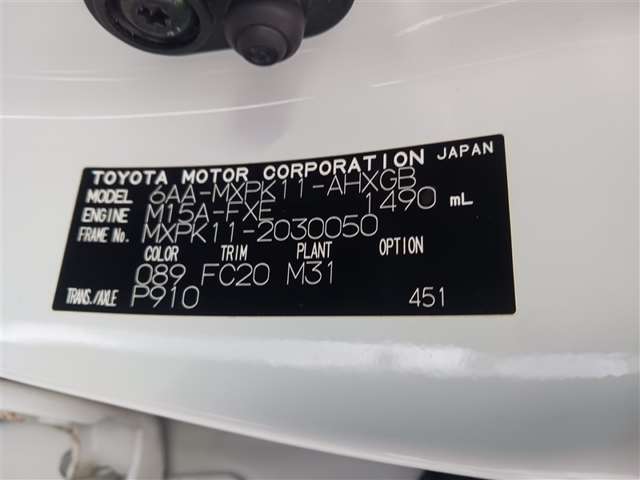 TOYOTA MOTOR CORPORATION JAPAN
MODEL 6AA-MXPK11-AHXGB
ENGINE M15A-FXE 1490 mL
FRAME No. MXPK11-2030050
COLOR TRIM PLANT OPTION
089 FC20 M31
TRANS./AXLE P910 451